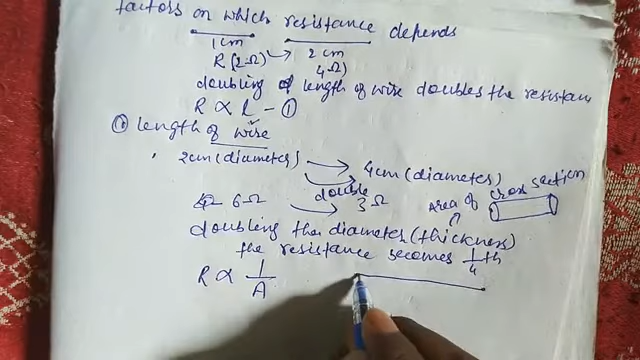 factors on which resistance depends
1cm 2 cm
R (2Ω) → 4Ω)
doubling of length of wire doubles the resistan
R ∝ L - ①
① length of wire
2cm (diameter) → 4cm (diameter)
double
6Ω → 3Ω
Area of cross section
doubling the diameter (thickness)
the resistance becomes 1/4 th
R ∝ 1/A